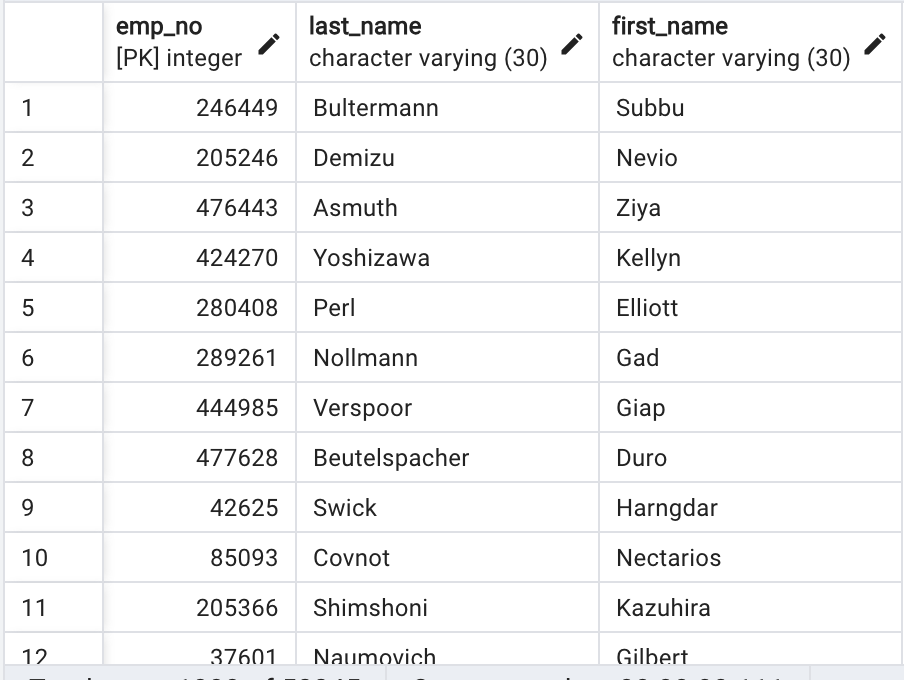 emp_no last_name first_name
[PK] integer character varying (30) character varying (30)
1 246449 Bultermann Subbu
2 205246 Demizu Nevio
3 476443 Asmuth Ziya
4 424270 Yoshizawa Kellyn
5 280408 Perl Elliott
6 289261 Nollmann Gad
7 444985 Verspoor Giap
8 477628 Beutelspacher Duro
9 42625 Swick Harngdar
10 85093 Covnot Nectarios
11 205366 Shimshoni Kazuhira
12 37601 Naumovich Gilbert